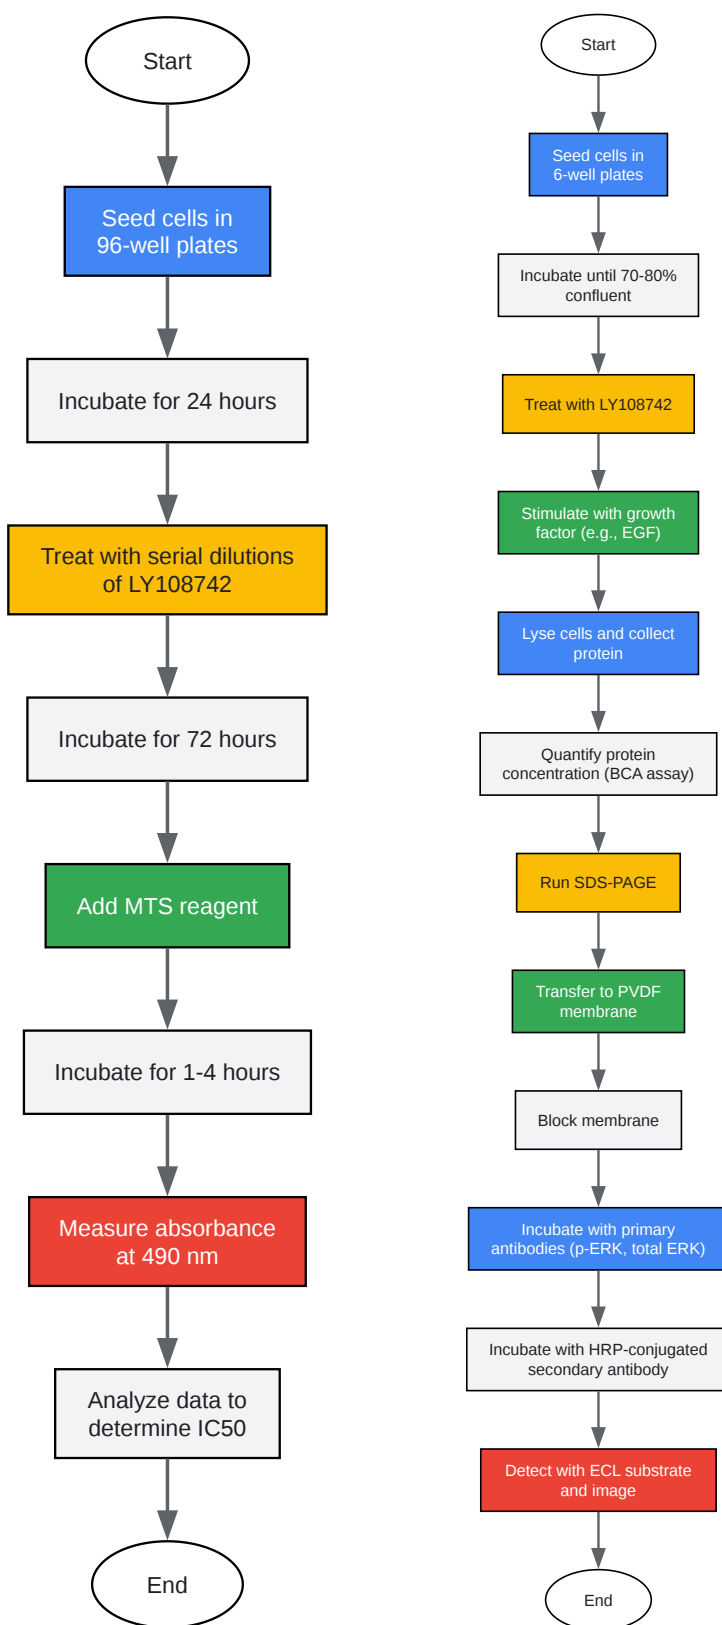 Start
Seed cells in
96-well plates
Incubate for 24 hours
Treat with serial dilutions
of LY108742
Incubate for 72 hours
Add MTS reagent
Incubate for 1-4 hours
Measure absorbance
at 490 nm
Analyze data to
determine IC50
End
Start
Seed cells in
6-well plates
Incubate until 70-80%
confluent
Treat with LY108742
Stimulate with growth
factor (e.g., EGF)
Lyse cells and collect
protein
Quantify protein
concentration (BCA assay)
Run SDS-PAGE
Transfer to PVDF
membrane
Block membrane
Incubate with primary
antibodies (p-ERK, total ERK)
Incubate with HRP-conjugated
secondary antibody
Detect with ECL substrate
and image
End